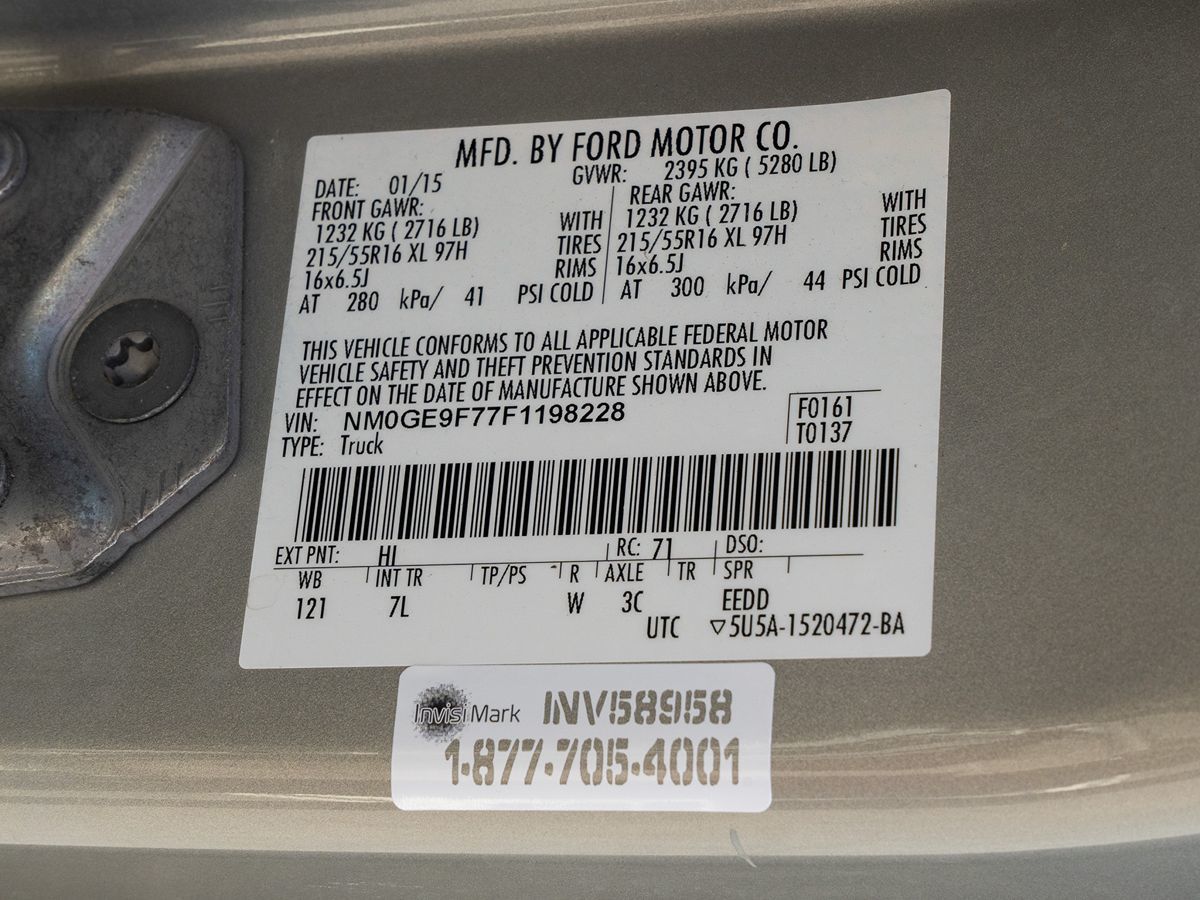 MFD. BY FORD MOTOR CO.
DATE: 01/15 GVWR: 2395 KG ( 5280 LB)
FRONT GAWR: REAR GAWR:
1232 KG ( 2716 LB) WITH 1232 KG ( 2716 LB) WITH
215/55R16 XL 97H TIRES 215/55R16 XL 97H TIRES
16x6.5J RIMS 16x6.5J RIMS
AT 280 kPa/ 41 PSI COLD AT 300 kPa/ 44 PSI COLD
THIS VEHICLE CONFORMS TO ALL APPLICABLE FEDERAL MOTOR
VEHICLE SAFETY AND THEFT PREVENTION STANDARDS IN
EFFECT ON THE DATE OF MANUFACTURE SHOWN ABOVE.
VIN: NM0GE9F77F1198228 F0161
TYPE: Truck T0137
EXT PNT: HI RC: 71 DSO:
WB INT TR TP/PS R AXLE TR SPR
121 7L W 3C EEDD
UTC ▽5U5A-1520472-BA
InvisiMark INV58958
1-877-705-4001